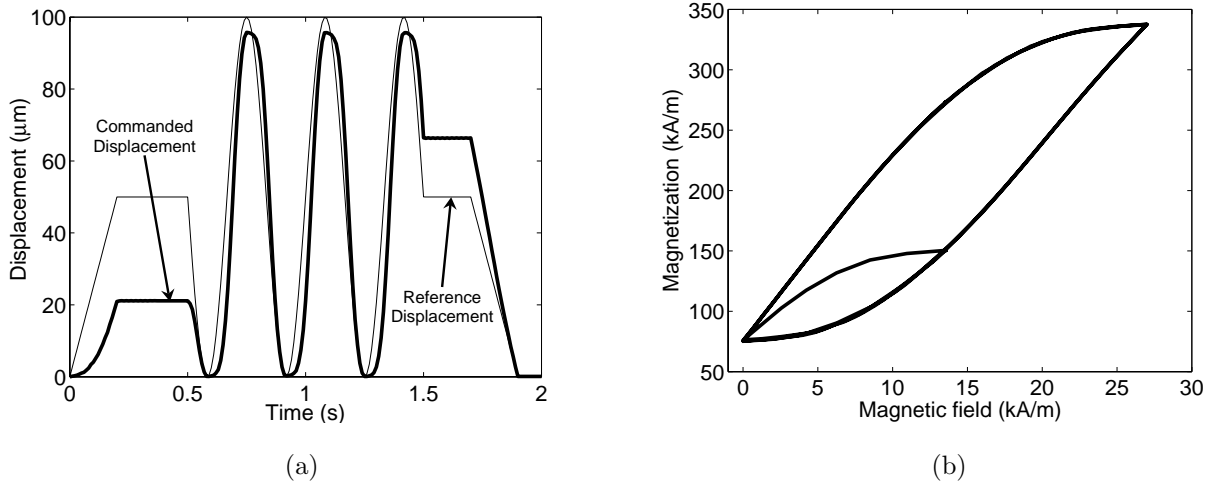 100
80
60
40
20
0
Displacement (μm)
Commanded
Displacement
Reference
Displacement
0
0.5
1
1.5
2
Time (s)
(a)
350
300
250
200
150
100
50
Magnetization (kA/m)
0
5
10
15
20
25
30
Magnetic field (kA/m)
(b)